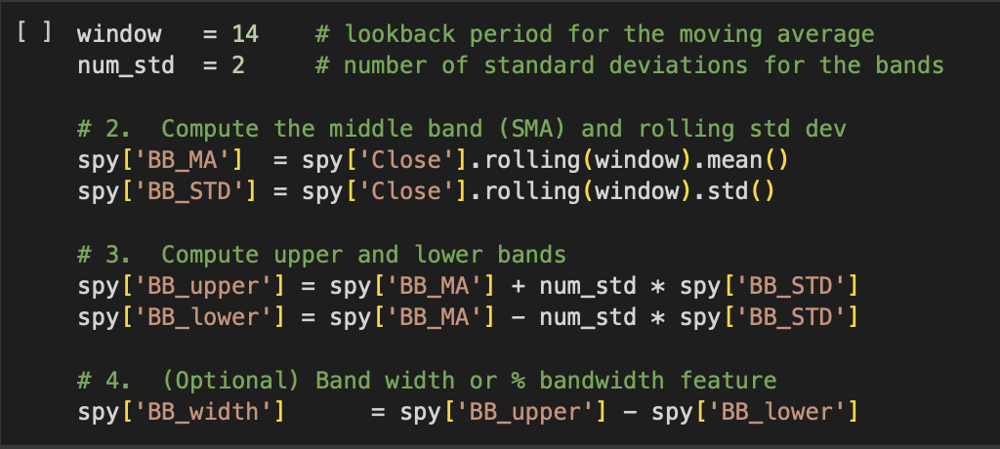 [ ] window   = 14    # lookback period for the moving average
num_std  = 2     # number of standard deviations for the bands
# 2.  Compute the middle band (SMA) and rolling std dev
spy['BB_MA']  = spy['Close'].rolling(window).mean()
spy['BB_STD'] = spy['Close'].rolling(window).std()
# 3.  Compute upper and lower bands
spy['BB_upper'] = spy['BB_MA'] + num_std * spy['BB_STD']
spy['BB_lower'] = spy['BB_MA'] - num_std * spy['BB_STD']
# 4.  (Optional) Band width or % bandwidth feature
spy['BB_width']      = spy['BB_upper'] - spy['BB_lower']